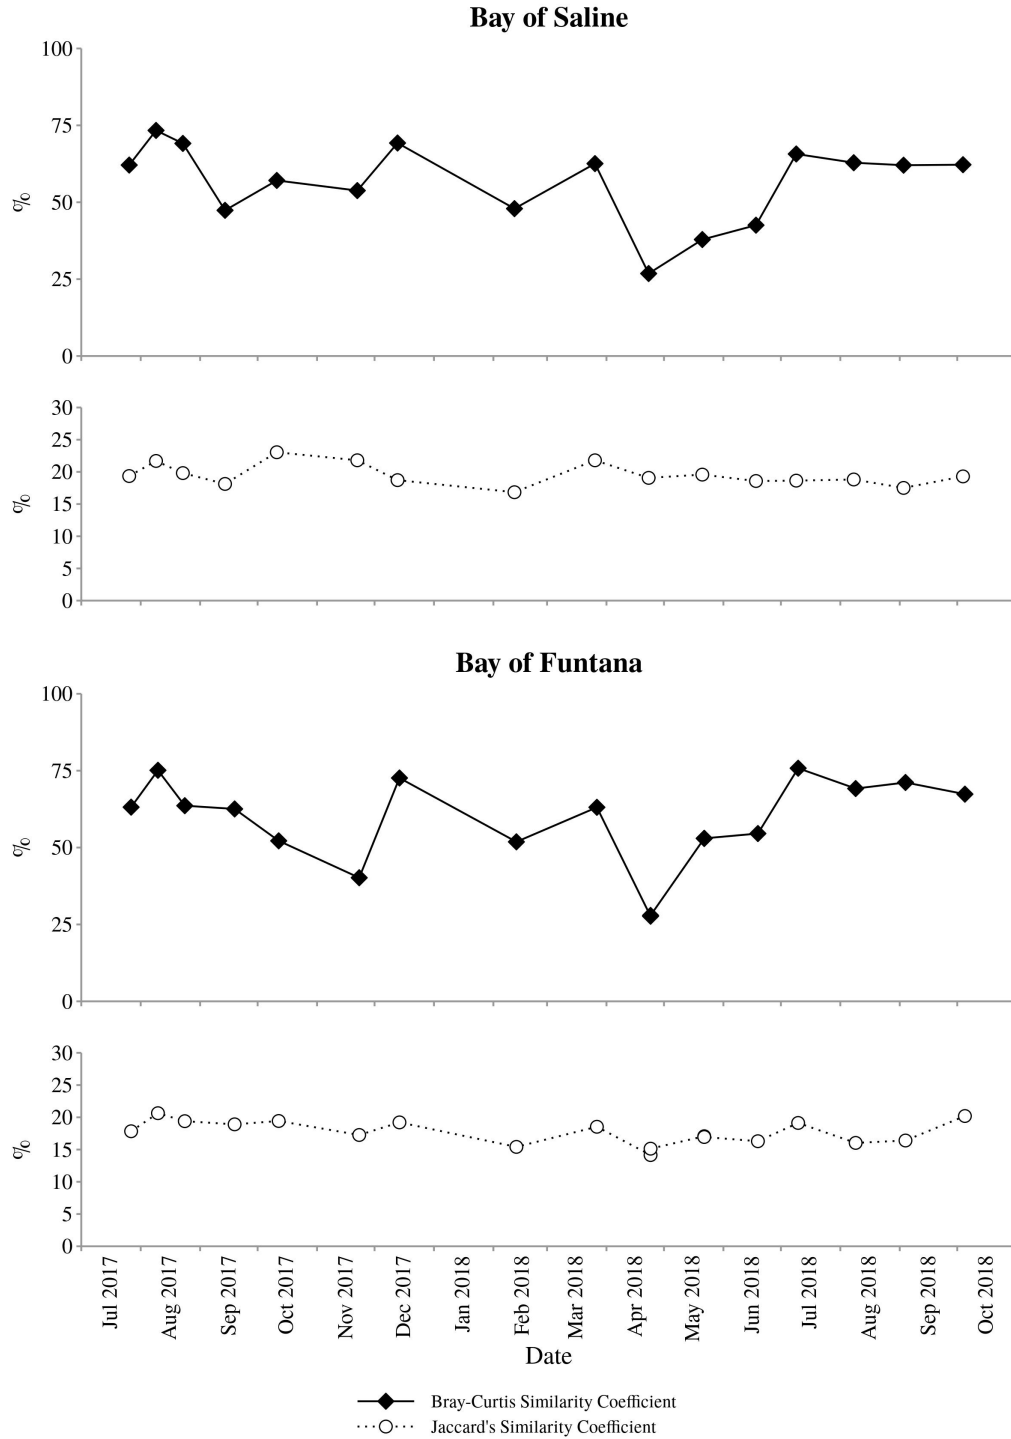 Bay of Saline
100
75
50
25
0
%
30
25
20
15
10
5
0
%
Bay of Funtana
100
75
50
25
0
%
30
25
20
15
10
5
0
%
Jul 2017
Aug 2017
Sep 2017
Oct 2017
Nov 2017
Dec 2017
Jan 2018
Feb 2018
Mar 2018
Apr 2018
May 2018
Jun 2018
Jul 2018
Aug 2018
Sep 2018
Oct 2018
Date
Bray-Curtis Similarity Coefficient
Jaccard's Similarity Coefficient